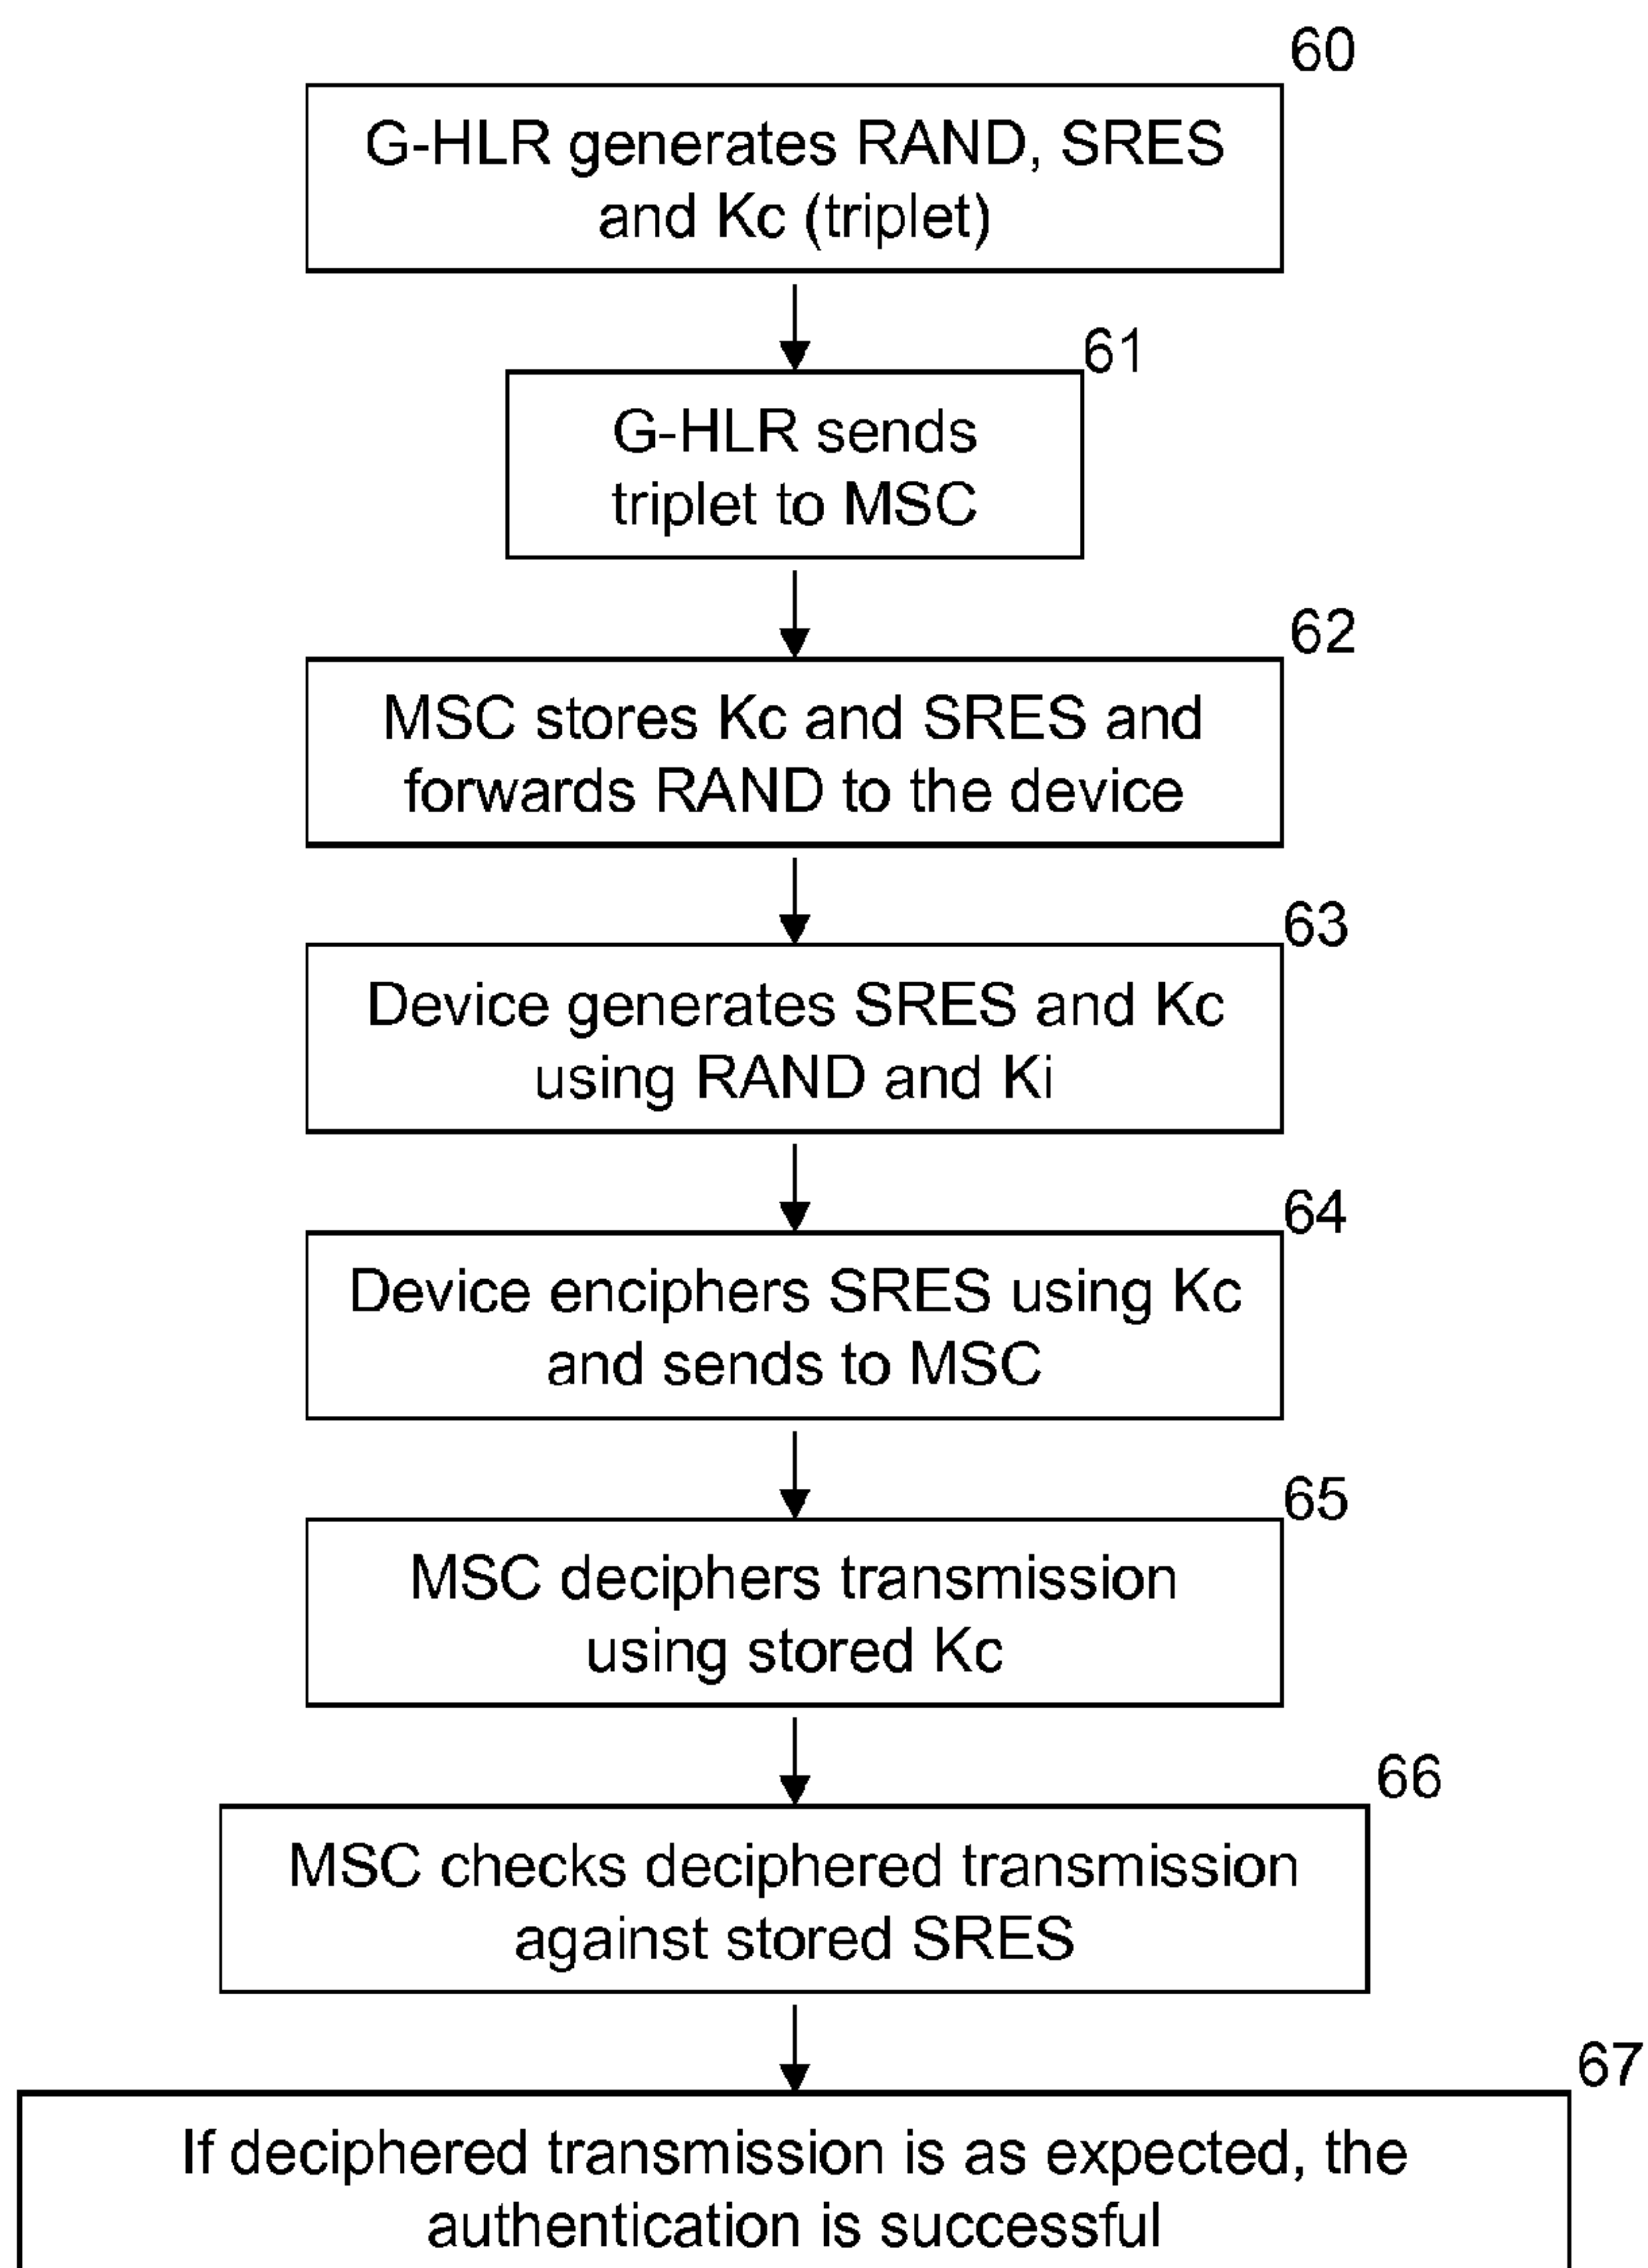 60
G-HLR generates RAND, SRES
and Kc (triplet)
61
G-HLR sends
triplet to MSC
62
MSC stores Kc and SRES and
forwards RAND to the device
63
Device generates SRES and Kc
using RAND and Ki
64
Device enciphers SRES using Kc
and sends to MSC
65
MSC deciphers transmission
using stored Kc
66
MSC checks deciphered transmission
against stored SRES
67
If deciphered transmission is as expected, the
authentication is successful